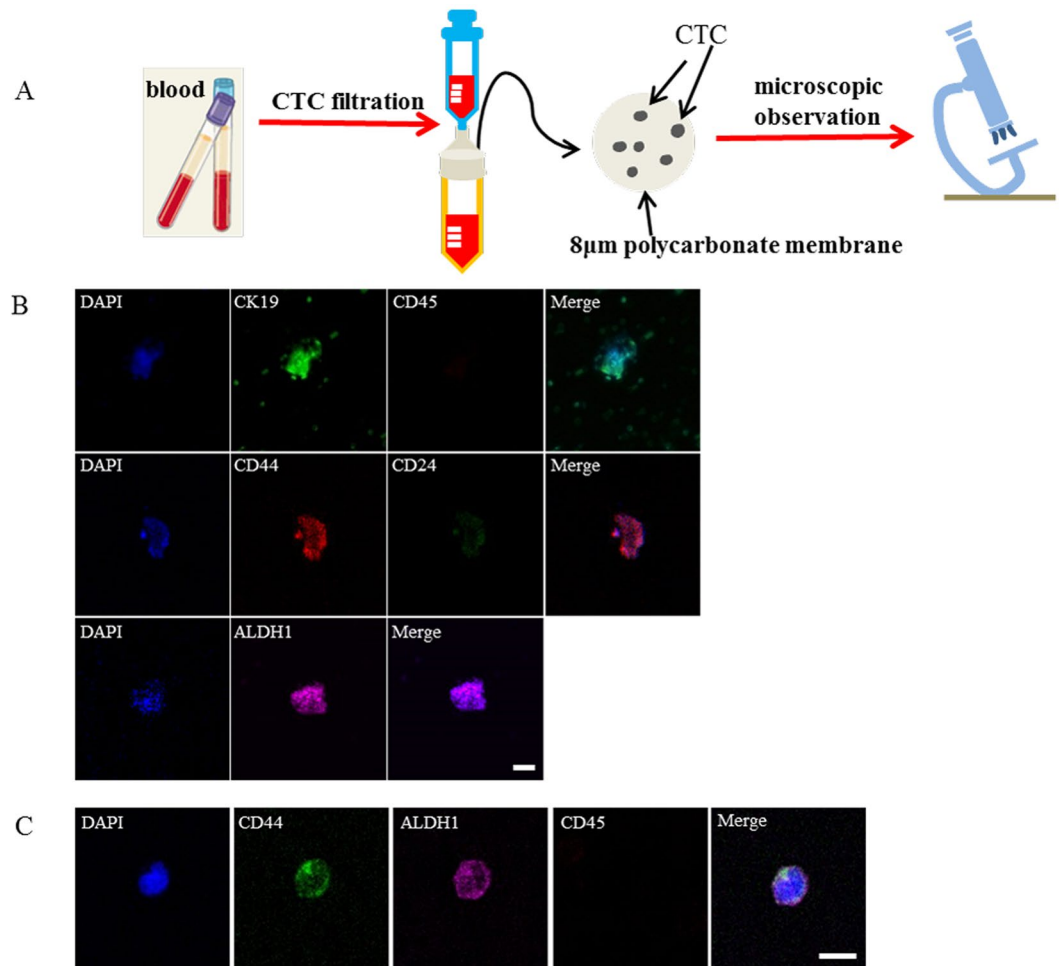 A
blood
CTC filtration
CTC
microscopic
observation
8μm polycarbonate membrane
B
DAPI
CK19
CD45
Merge
DAPI
CD44
CD24
Merge
DAPI
ALDH1
Merge
C
DAPI
CD44
ALDH1
CD45
Merge